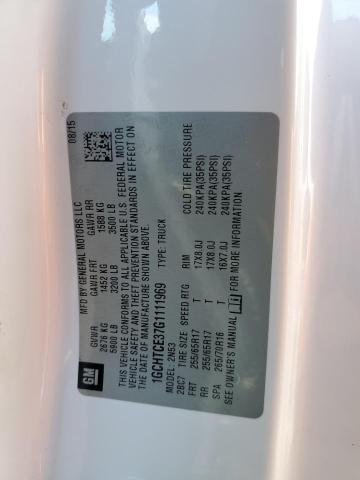 GM
MFD BY GENERAL MOTORS LLC
08/15
GVWR GAWR FRT GAWR RR
2676 KG 1452 KG 1588 KG
5900 LB 3200 LB 3500 LB
THIS VEHICLE CONFORMS TO ALL APPLICABLE U.S. FEDERAL MOTOR
VEHICLE SAFETY, BUMPER, AND THEFT PREVENTION STANDARDS IN EFFECT ON
THE DATE OF MANUFACTURE SHOWN ABOVE.
1GCHTCE37G1111969 TYPE: TRUCK
MODEL: 2N53
2BC7 TIRE SIZE SPEED RTG RIM COLD TIRE PRESSURE
FRT 255/65R17 T 17X8.0J 240KPA(35PSI)
RR 255/65R17 T 17X8.0J 240KPA(35PSI)
SPA 265/70R16 T 16X7.0J 240KPA(35PSI)
SEE OWNER'S MANUAL FOR MORE INFORMATION.